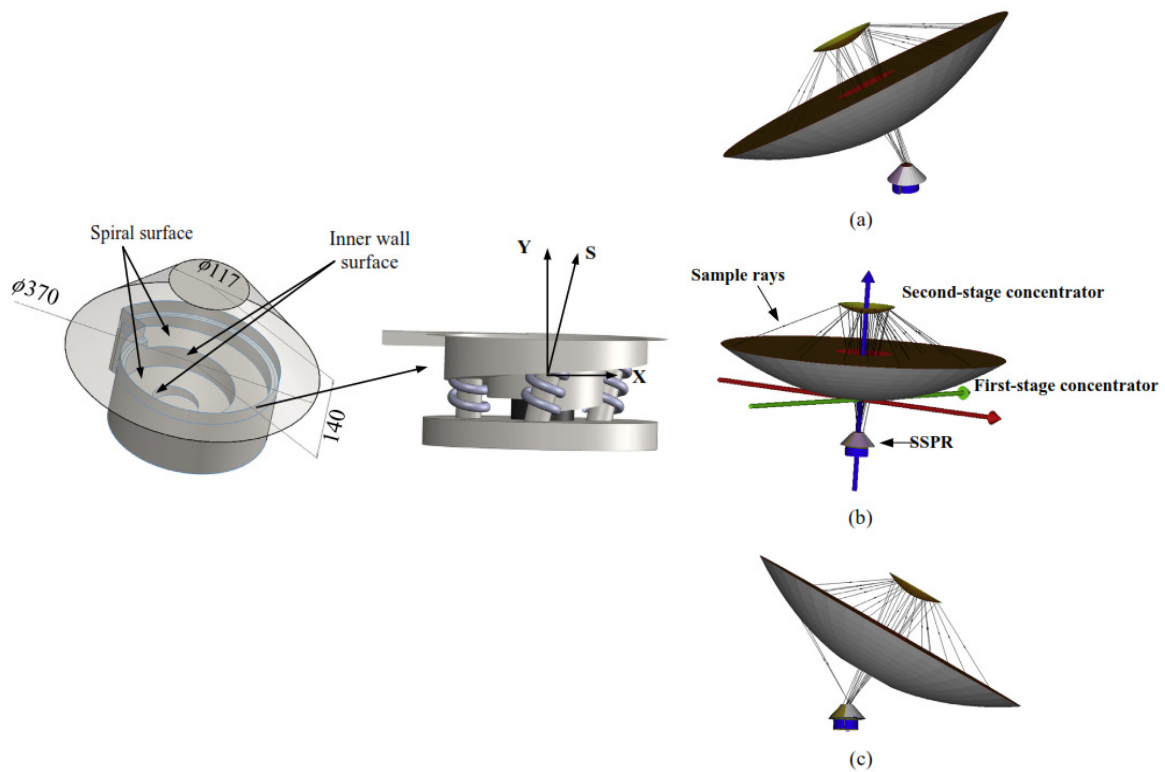 (a)
Spiral surface
Inner wall
surface
ϕ117
ϕ370
140
Y
S
X
Sample rays
Second-stage concentrator
First-stage concentrator
SSPR
(b)
(c)